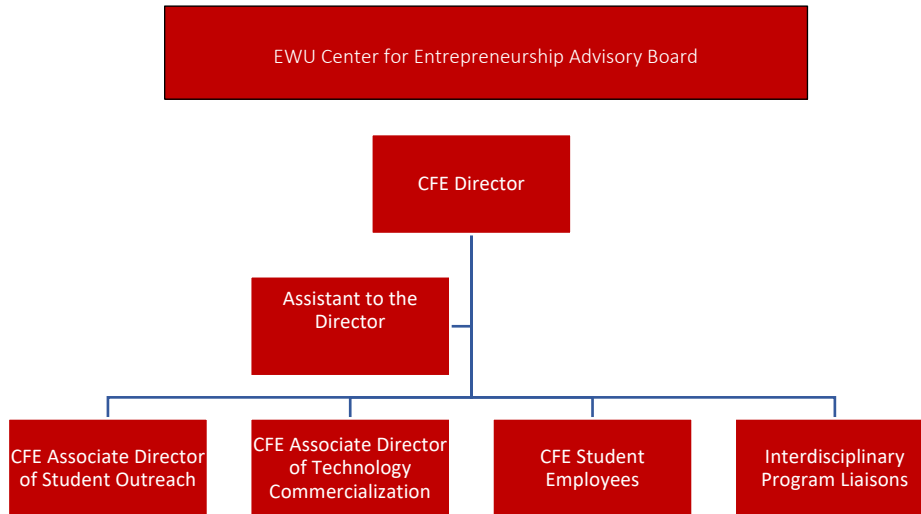 EWU Center for Entrepreneurship Advisory Board
CFE Director
Assistant to the
Director
CFE Associate Director
of Student Outreach
CFE Associate Director
of Technology
Commercialization
CFE Student
Employees
Interdisciplinary
Program Liaisons